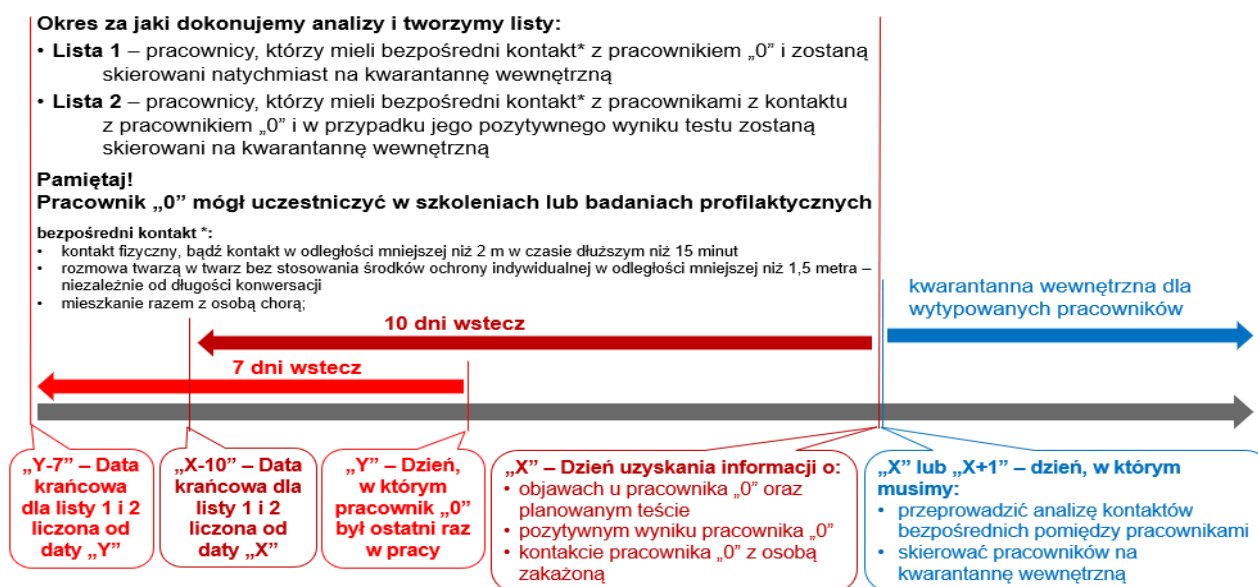 Okres za jaki dokonujemy analizy i tworzymy listy:
• Lista 1 – pracownicy, którzy mieli bezpośredni kontakt* z pracownikiem „0” i zostaną
skierowani natychmiast na kwarantannę wewnętrzną
• Lista 2 – pracownicy, którzy mieli bezpośredni kontakt* z pracownikami z kontaktu
z pracownikiem „0” i w przypadku jego pozytywnego wyniku testu zostaną
skierowani na kwarantannę wewnętrzną
Pamiętaj!
Pracownik „0” mógł uczestniczyć w szkoleniach lub badaniach profilaktycznych
bezpośredni kontakt *:
• kontakt fizyczny, bądź kontakt w odległości mniejszej niż 2 m w czasie dłuższym niż 15 minut
• rozmowa twarzą w twarz bez stosowania środków ochrony indywidualnej w odległości mniejszej niż 1,5 metra –
niezależnie od długości konwersacji
• mieszkanie razem z osobą chorą;
kwarantanna wewnętrzna dla
wytypowanych pracowników
10 dni wstecz
7 dni wstecz
„Y-7” – Data
krańcowa
dla listy 1 i 2
liczona od
daty „Y”
„X-10” – Data
krańcowa dla
listy 1 i 2
liczona od
daty „X”
„Y” – Dzień,
w którym
pracownik „0”
był ostatni raz
w pracy
„X” – Dzień uzyskania informacji o:
• objawach u pracownika „0” oraz
planowanym teście
• pozytywnym wyniku pracownika „0”
• kontakcie pracownika „0” z osobą
zakażoną
„X” lub „X+1” – dzień, w którym
musimy:
• przeprowadzić analizę kontaktów
bezpośrednich pomiędzy pracownikami
• skierować pracowników na
kwarantannę wewnętrzną